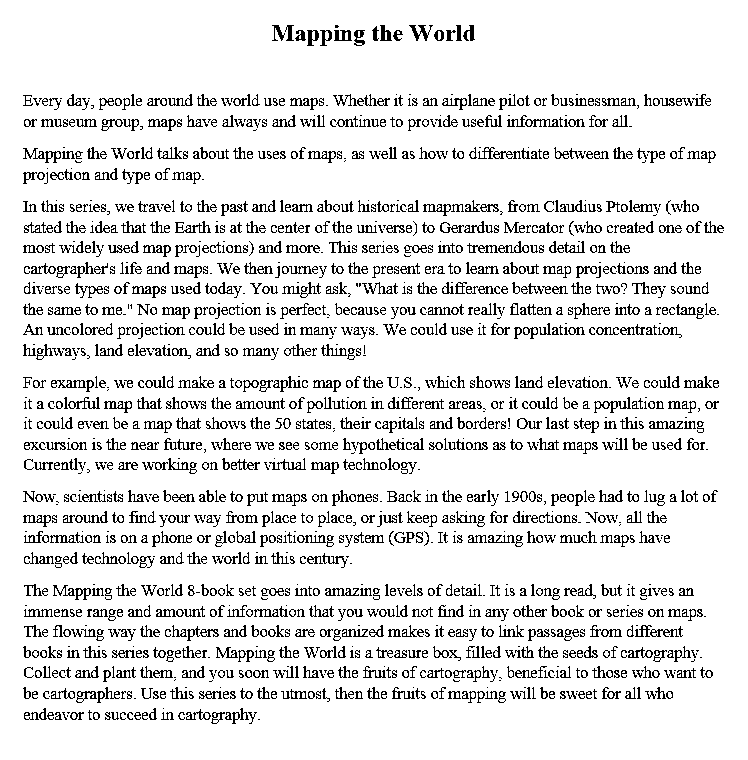 Mapping the World
Every day, people around the world use maps. Whether it is an airplane pilot or businessman, housewife
or museum group, maps have always and will continue to provide useful information for all.
Mapping the World talks about the uses of maps, as well as how to differentiate between the type of map
projection and type of map.
In this series, we travel to the past and learn about historical mapmakers, from Claudius Ptolemy (who
stated the idea that the Earth is at the center of the universe) to Gerardus Mercator (who created one of the
most widely used map projections) and more. This series goes into tremendous detail on the
cartographer's life and maps. We then journey to the present era to learn about map projections and the
diverse types of maps used today. You might ask, "What is the difference between the two? They sound
the same to me." No map projection is perfect, because you cannot really flatten a sphere into a rectangle.
An uncolored projection could be used in many ways. We could use it for population concentration,
highways, land elevation, and so many other things!
For example, we could make a topographic map of the U.S., which shows land elevation. We could make
it a colorful map that shows the amount of pollution in different areas, or it could be a population map, or
it could even be a map that shows the 50 states, their capitals and borders! Our last step in this amazing
excursion is the near future, where we see some hypothetical solutions as to what maps will be used for.
Currently, we are working on better virtual map technology.
Now, scientists have been able to put maps on phones. Back in the early 1900s, people had to lug a lot of
maps around to find your way from place to place, or just keep asking for directions. Now, all the
information is on a phone or global positioning system (GPS). It is amazing how much maps have
changed technology and the world in this century.
The Mapping the World 8-book set goes into amazing levels of detail. It is a long read, but it gives an
immense range and amount of information that you would not find in any other book or series on maps.
The flowing way the chapters and books are organized makes it easy to link passages from different
books in this series together. Mapping the World is a treasure box, filled with the seeds of cartography.
Collect and plant them, and you soon will have the fruits of cartography, beneficial to those who want to
be cartographers. Use this series to the utmost, then the fruits of mapping will be sweet for all who
endeavor to succeed in cartography.